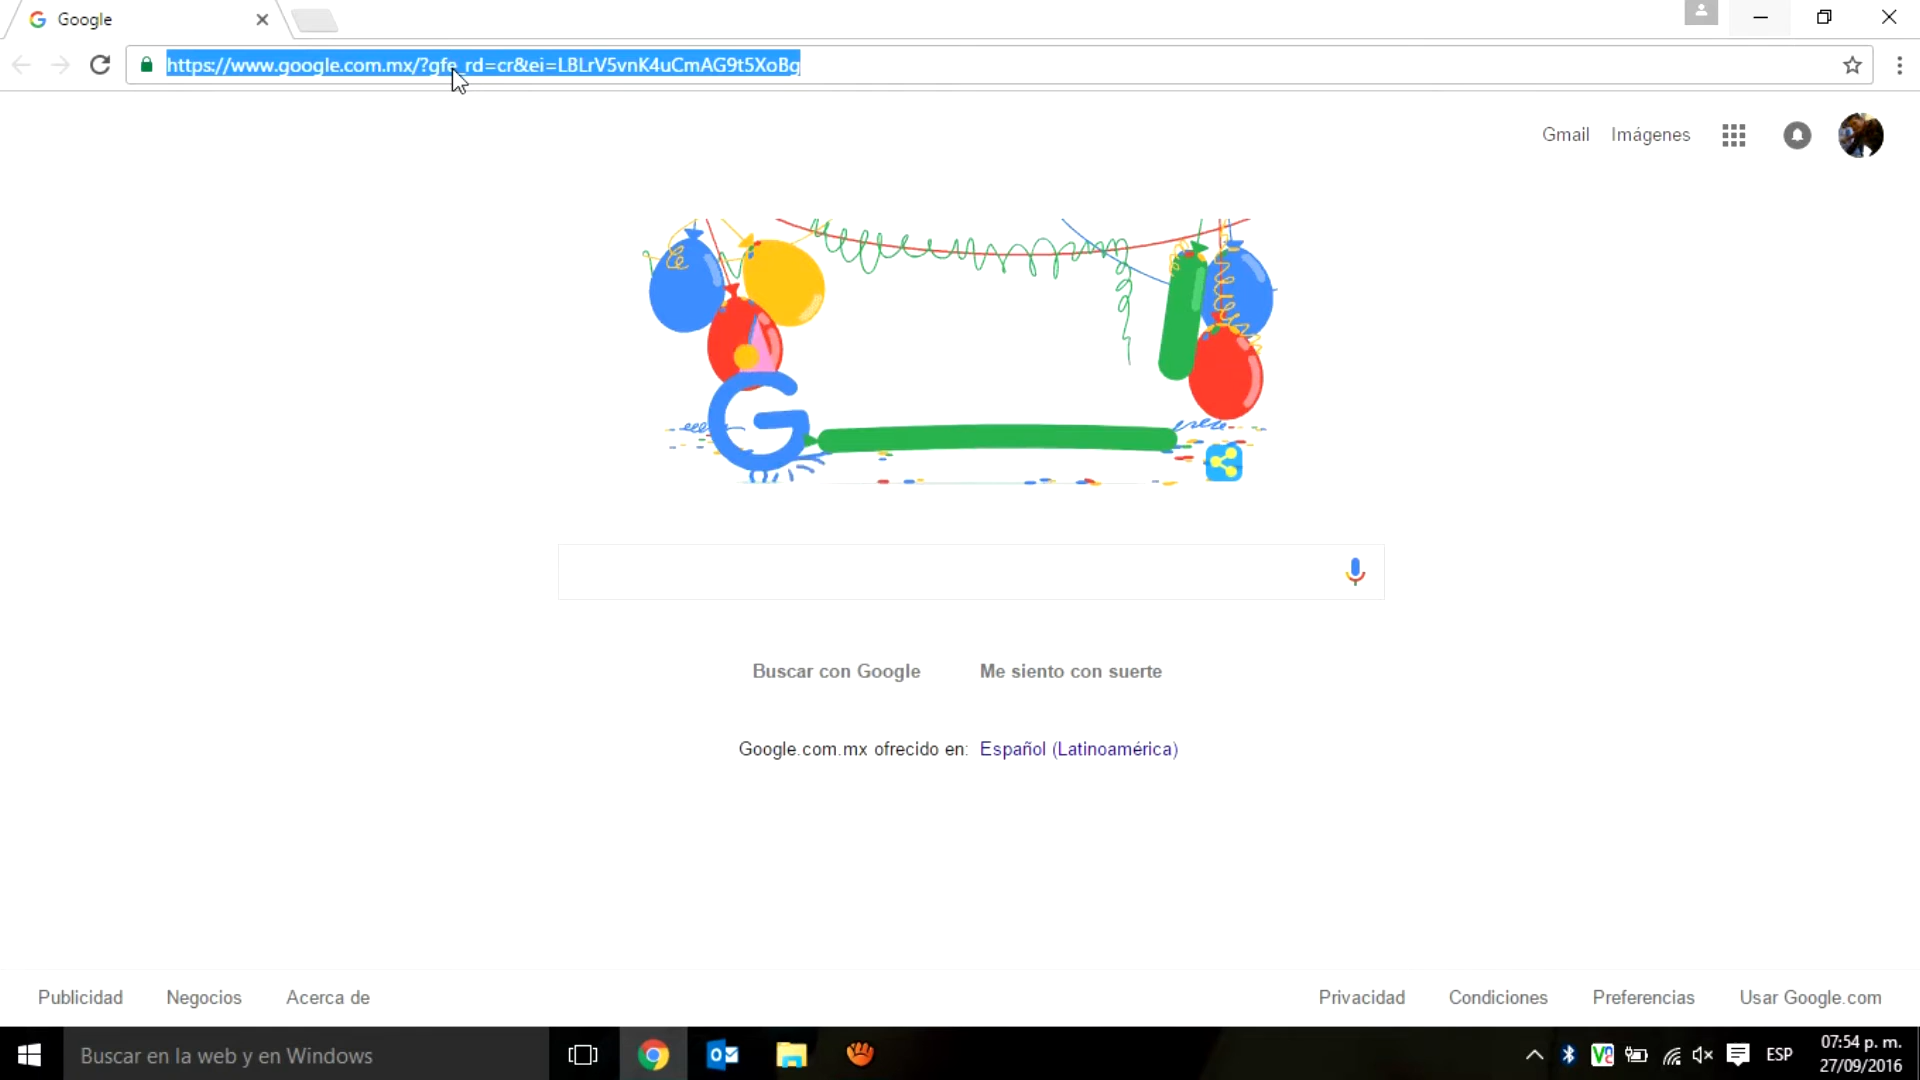 Google
https://www.google.com.mx/?gfe_rd=cr&ei=LBLrV5vnK4uCmAG9t5XoBg
Gmail Imágenes
G
Buscar con Google Me siento con suerte
Google.com.mx ofrecido en: Español (Latinoamérica)
Publicidad Negocios Acerca de Privacidad Condiciones Preferencias Usar Google.com
Buscar en la web y en Windows
ESP
07:54 p. m.
27/09/2016